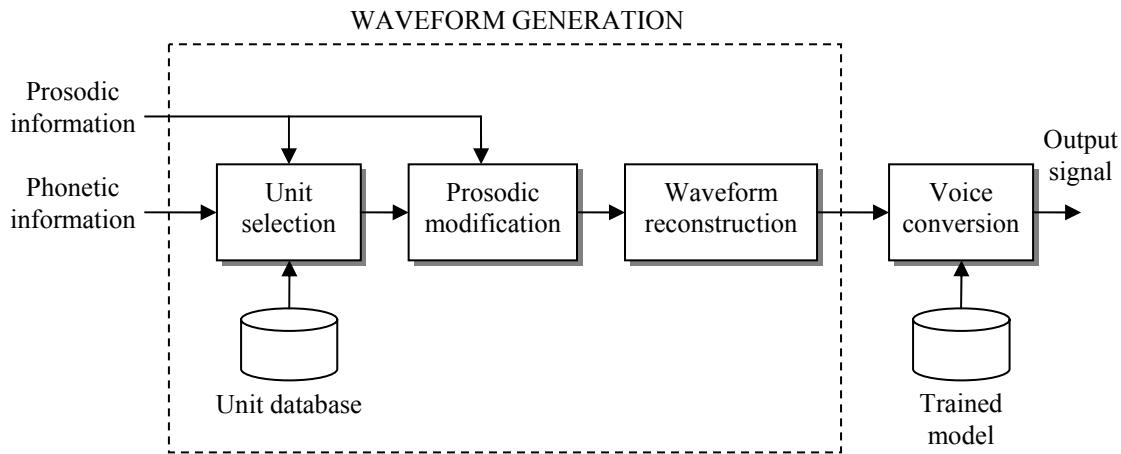 WAVEFORM GENERATION
Prosodic
information
Phonetic
information
Unit
selection
Prosodic
modification
Waveform
reconstruction
Voice
conversion
Output
signal
Unit database
Trained
model